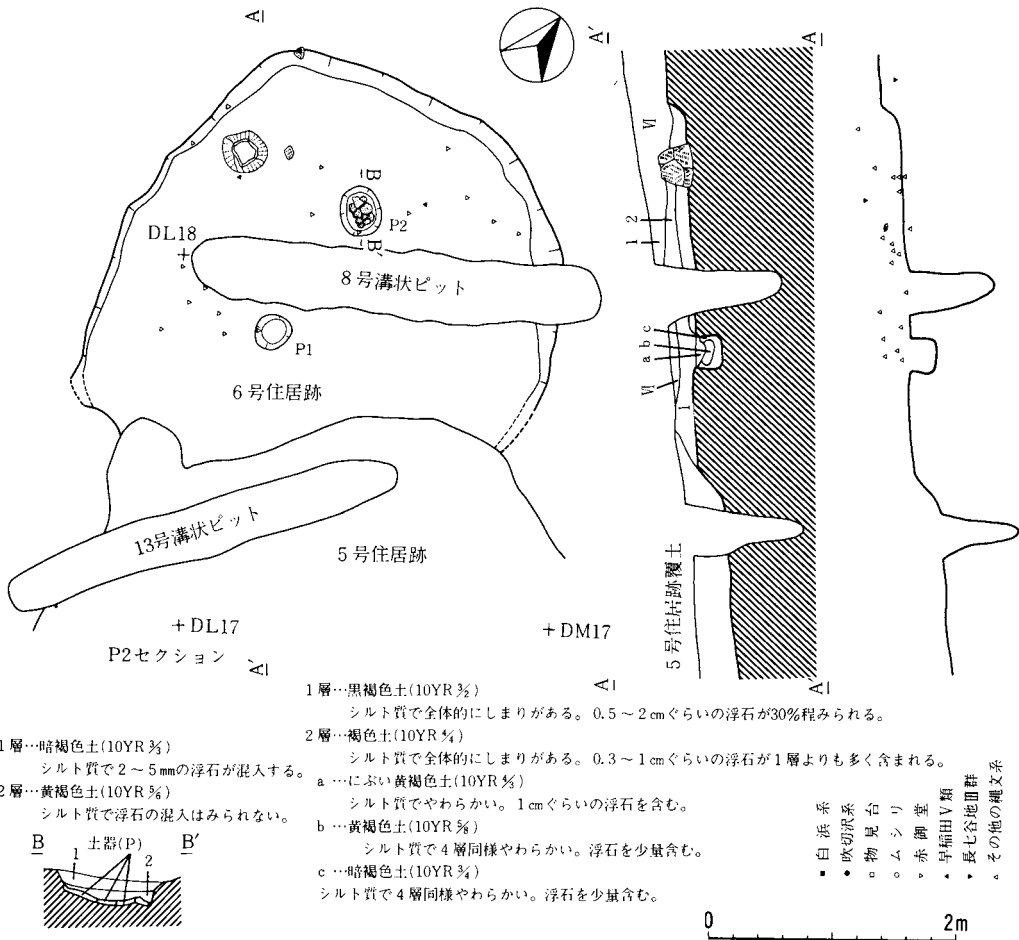 A
A'
A
DL18
B
P2
B'
8号溝状ピット
P1
6号住居跡
13号溝状ピット
5号住居跡
+DL17
+DM17
P2セクション
A'
Ⅵ
2
1
c
b
a
Ⅵ
1
5号住居跡覆土
A
A'
1層…黒褐色土(10YR 3/2)
シルト質で全体的にしまりがある。0.5~2cmぐらいの浮石が30%程みられる。
2層…褐色土(10YR 4/4)
シルト質で全体的にしまりがある。0.3~1cmぐらいの浮石が1層よりも多く含まれる。
a…にぶい黄褐色土(10YR 5/3)
シルト質でやわらかい。1cmぐらいの浮石を含む。
b…黄褐色土(10YR 5/6)
シルト質で4層同様やわらかい。浮石を少量含む。
c…暗褐色土(10YR 3/4)
シルト質で4層同様やわらかい。浮石を少量含む。
1層…暗褐色土(10YR 3/3)
シルト質で2~5mmの浮石が混入する。
2層…黄褐色土(10YR 5/6)
シルト質で浮石の混入はみられない。
B
土器(P)
B'
1
2
白浜系
吹切沢系
物見台
ムシリ
赤御堂
早稲田Ⅴ類
長七谷地Ⅲ群
その他の縄文系
0
2m